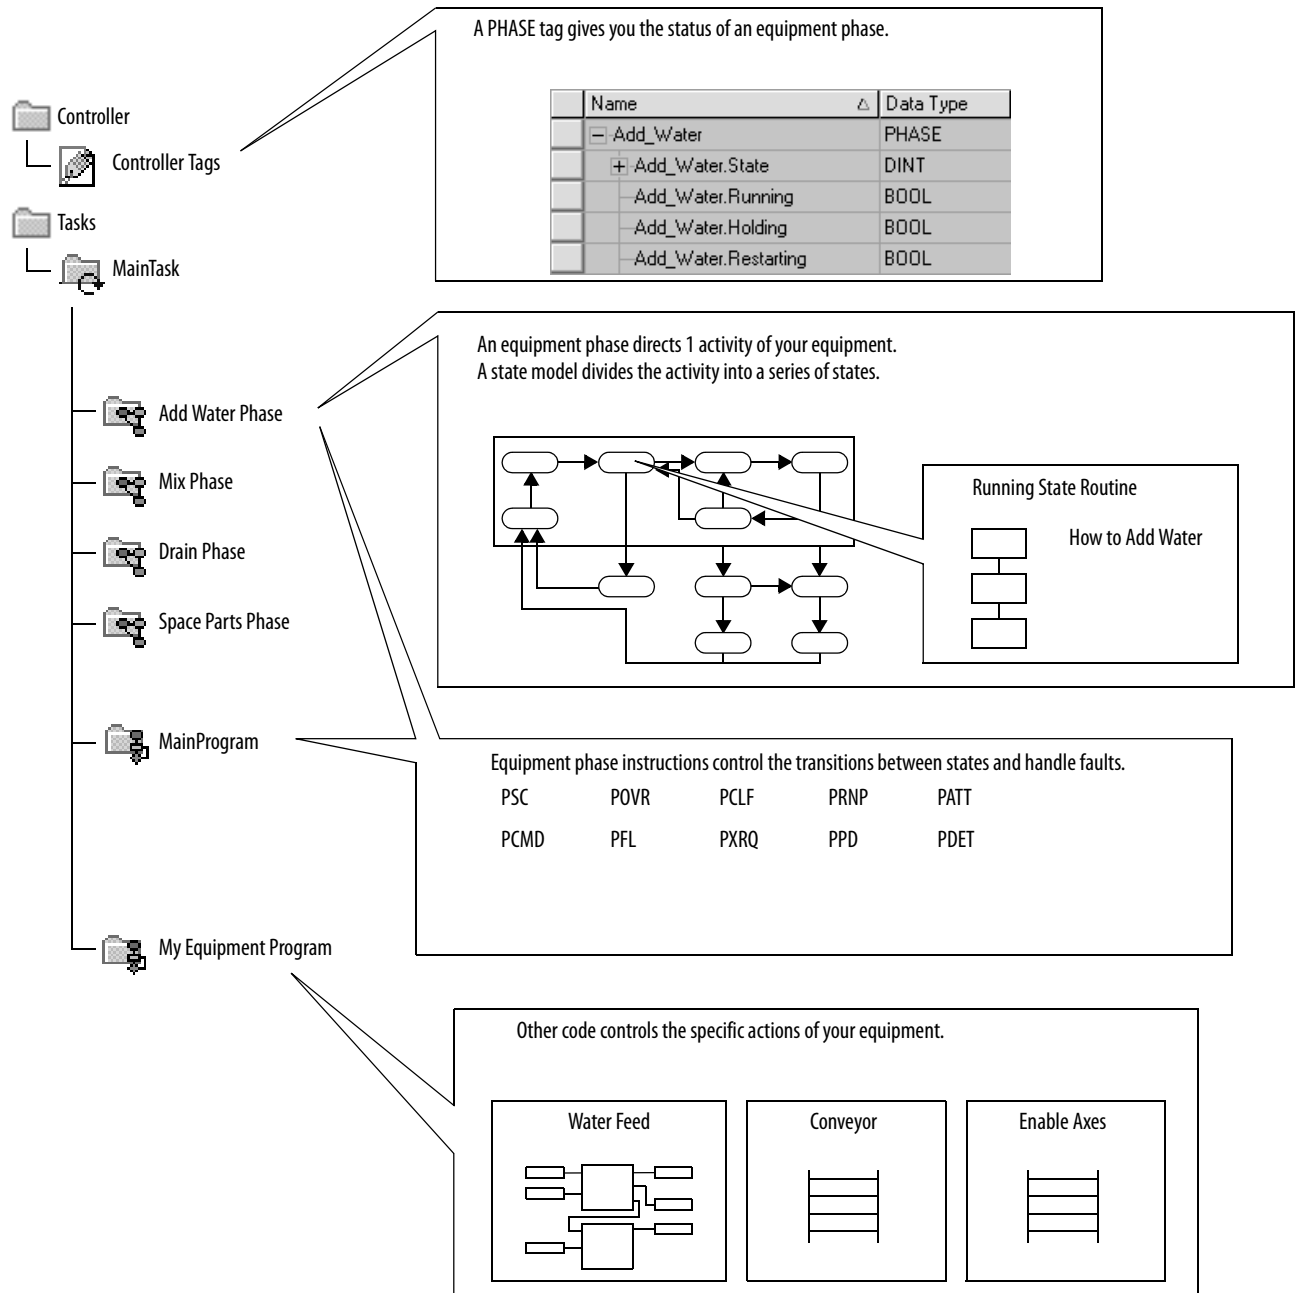 A PHASE tag gives you the status of an equipment phase.
Name Data Type
Add_Water PHASE
Add_Water.State DINT
Add_Water.Running BOOL
Add_Water.Holding BOOL
Add_Water.Restarting BOOL
Controller
Controller Tags
Tasks
MainTask
An equipment phase directs 1 activity of your equipment.
A state model divides the activity into a series of states.
Add Water Phase
Mix Phase
Drain Phase
Space Parts Phase
Running State Routine
How to Add Water
MainProgram
Equipment phase instructions control the transitions between states and handle faults.
PSC POVR PCLF PRNP PATT
PCMD PFL PXRQ PPD PDET
My Equipment Program
Other code controls the specific actions of your equipment.
Water Feed
Conveyor
Enable Axes